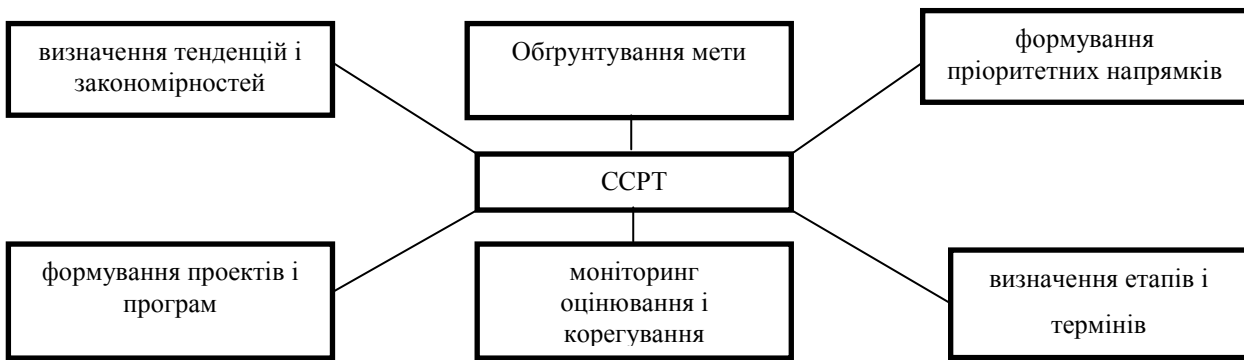 визначення тенденцій і
закономірностей
Обґрунтування мети
формування
пріоритетних напрямків
ССРТ
формування проектів і
програм
моніторинг
оцінювання і
корегування
визначення етапів і
термінів